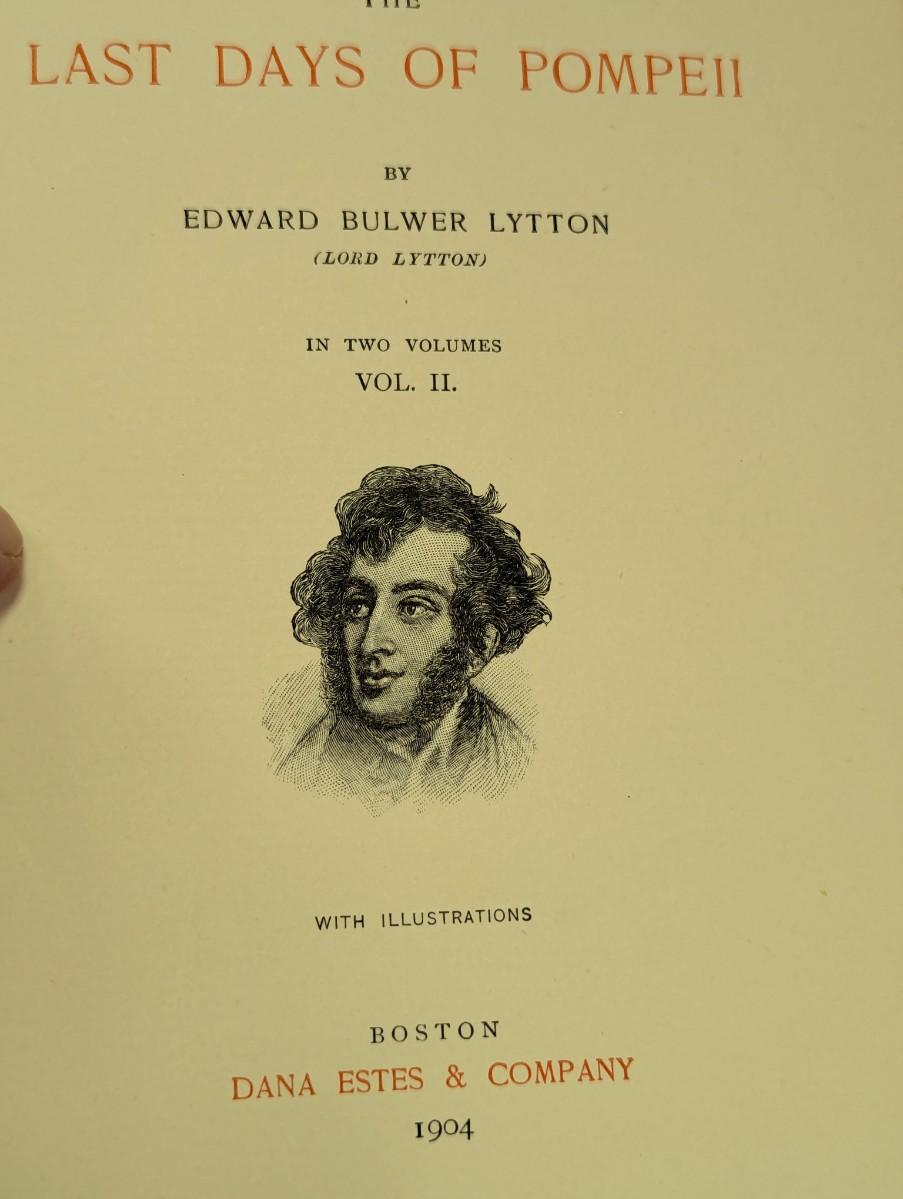 THE
LAST DAYS OF POMPEII
BY
EDWARD BULWER LYTTON
(LORD LYTTON)
IN TWO VOLUMES
VOL. II.
WITH ILLUSTRATIONS
BOSTON
DANA ESTES & COMPANY
1904